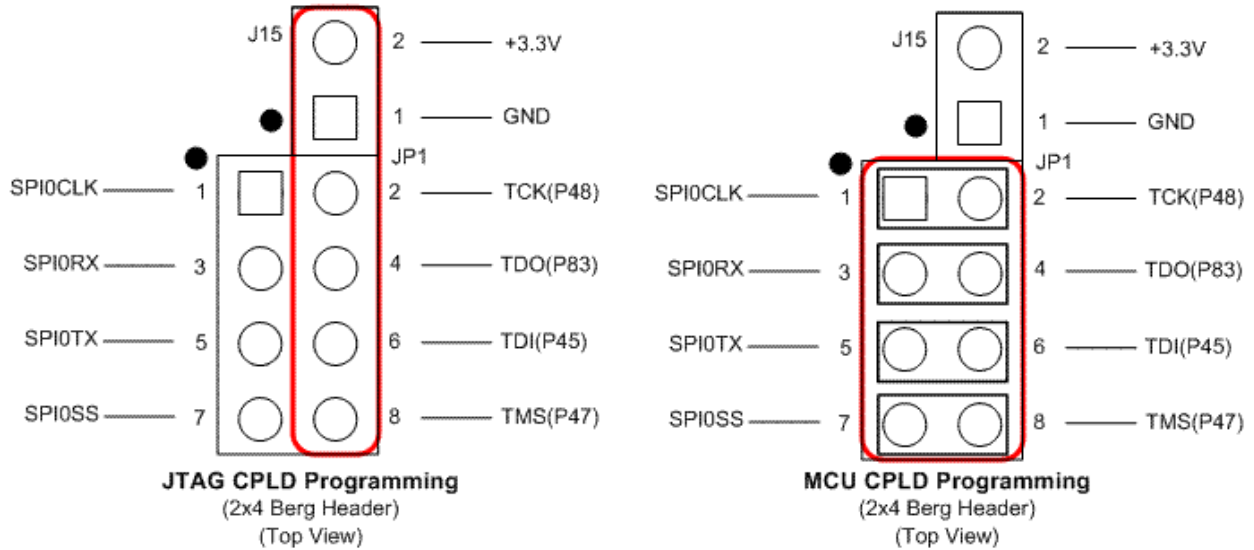 J15 2 +3.3V
1 GND
JP1
SPI0CLK 1 2 TCK(P48)
SPI0RX 3 4 TDO(P83)
SPI0TX 5 6 TDI(P45)
SPI0SS 7 8 TMS(P47)
JTAG CPLD Programming
(2x4 Berg Header)
(Top View)
J15 2 +3.3V
1 GND
JP1
SPI0CLK 1 2 TCK(P48)
SPI0RX 3 4 TDO(P83)
SPI0TX 5 6 TDI(P45)
SPI0SS 7 8 TMS(P47)
MCU CPLD Programming
(2x4 Berg Header)
(Top View)